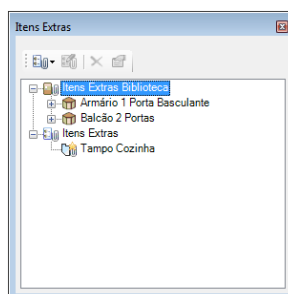 Itens Extras
Itens Extras Biblioteca
Armário 1 Porta Basculante
Balcão 2 Portas
Itens Extras
Tampo Cozinha